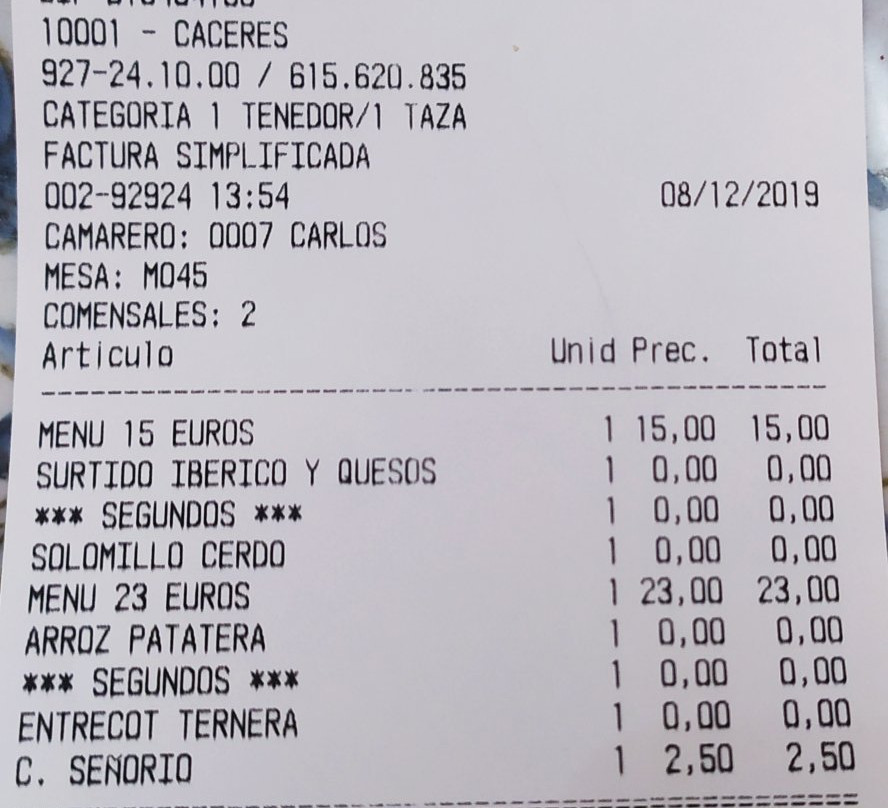 10001 - CACERES
927-24.10.00 / 615.620.835
CATEGORIA 1 TENEDOR/1 TAZA
FACTURA SIMPLIFICADA
002-92924 13:54 08/12/2019
CAMARERO: 0007 CARLOS
MESA: M045
COMENSALES: 2
Articulo Unid Prec. Total
MENU 15 EUROS 1 15,00 15,00
SURTIDO IBERICO Y QUESOS 1 0,00 0,00
*** SEGUNDOS *** 1 0,00 0,00
SOLOMILLO CERDO 1 0,00 0,00
MENU 23 EUROS 1 23,00 23,00
ARROZ PATATERA 1 0,00 0,00
*** SEGUNDOS *** 1 0,00 0,00
ENTRECOT TERNERA 1 0,00 0,00
C. SEÑORIO 1 2,50 2,50